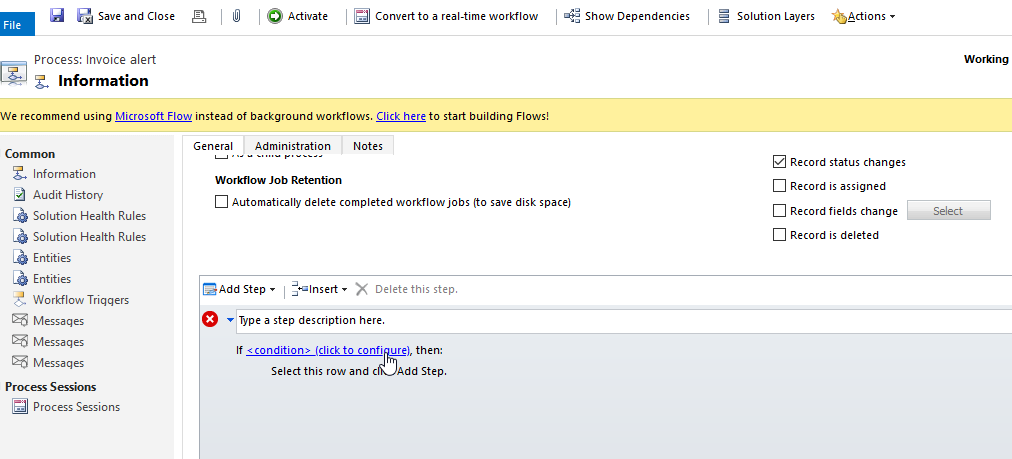 File
Save and Close
Activate
Convert to a real-time workflow
Show Dependencies
Solution Layers
Actions
Process: Invoice alert
Information
Working
We recommend using Microsoft Flow instead of background workflows. Click here to start building Flows!
Common
Information
Audit History
Solution Health Rules
Solution Health Rules
Entities
Entities
Workflow Triggers
Messages
Messages
Messages
Process Sessions
Process Sessions
General
Administration
Notes
As a child process
Workflow Job Retention
Automatically delete completed workflow jobs (to save disk space)
Record status changes
Record is assigned
Record fields change
Select
Record is deleted
Add Step
Insert
Delete this step.
Type a step description here.
If <condition> (click to configure), then:
Select this row and click Add Step.